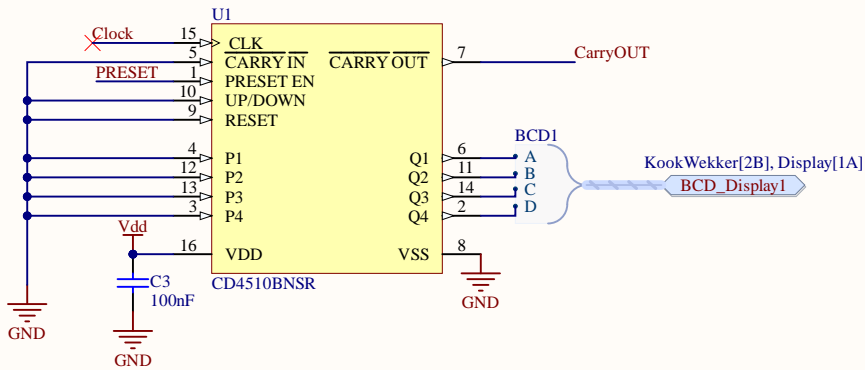 U1
Clock 15 CLK
5 CARRY IN CARRY OUT 7 CarryOUT
PRESET 1 PRESET EN
10 UP/DOWN
9 RESET
BCD1
4 P1 Q1 6 A
12 P2 Q2 11 B
13 P3 Q3 14 C
3 P4 Q4 2 D
KookWekker[2B], Display[1A]
BCD_Display1
Vdd
16 VDD VSS 8
C3
100nF
CD4510BNSR
GND
GND
GND